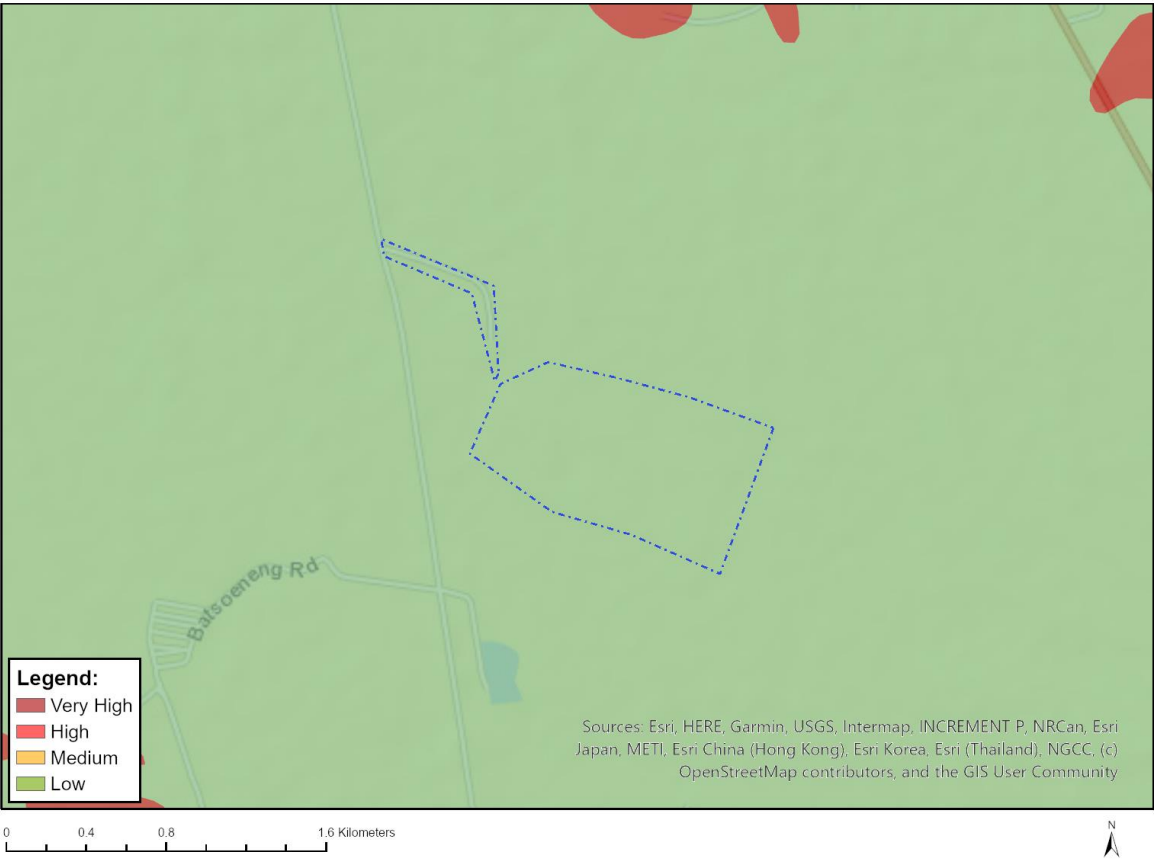 Batsoeneng Rd
Legend:
Very High
High
Medium
Low
Sources: Esri, HERE, Garmin, USGS, Intermap, INCREMENT P, NRCan, Esri
Japan, METI, Esri China (Hong Kong), Esri Korea, Esri (Thailand), NGCC, (c)
OpenStreetMap contributors, and the GIS User Community
0 0.4 0.8 1.6 Kilometers
N